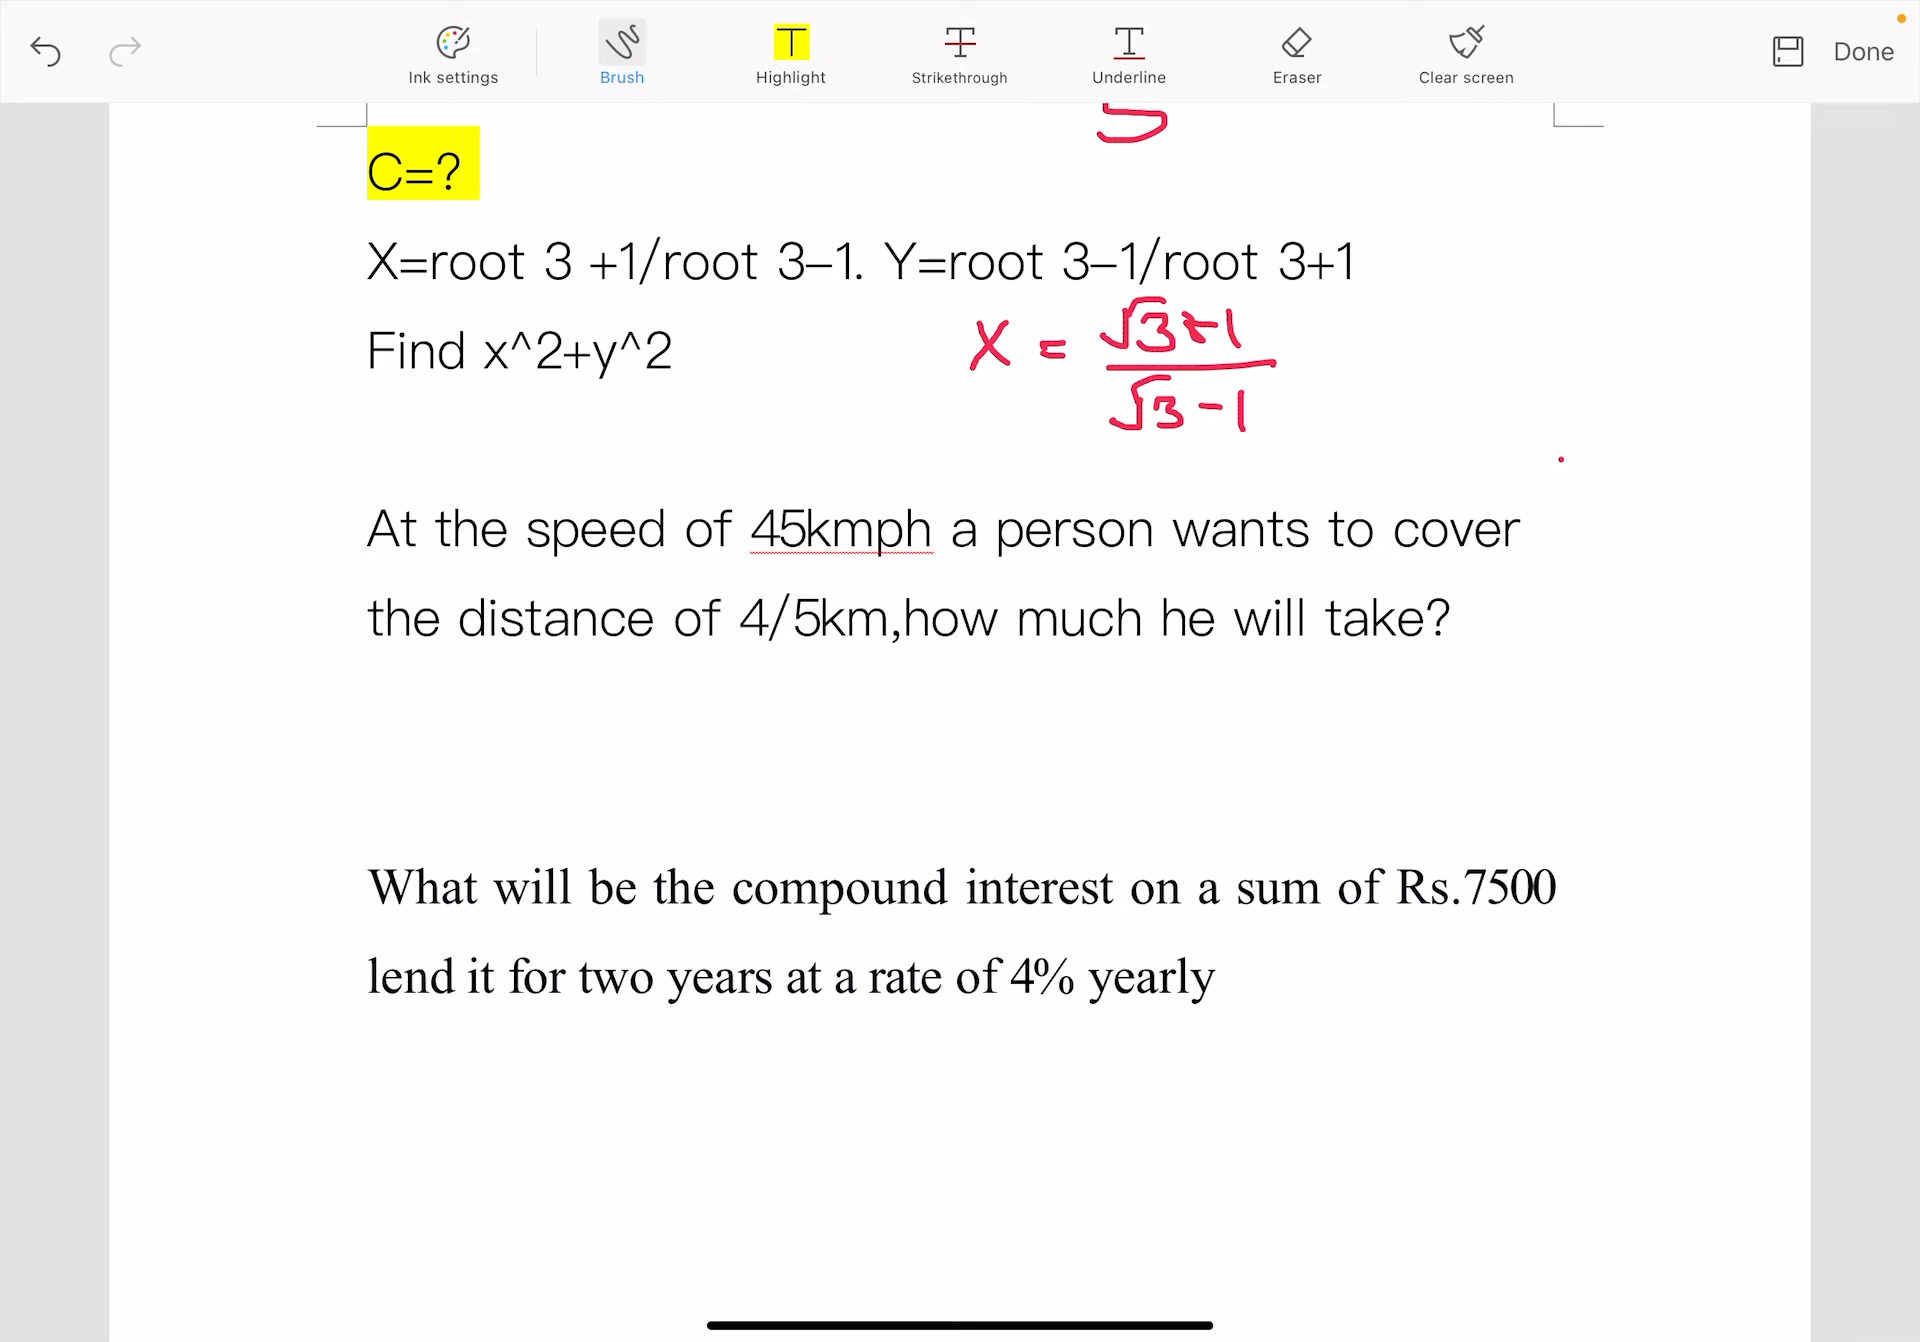 Ink settings
Brush
T
Highlight
Strikethrough
Underline
Eraser
Clear screen
Done
5
C=?
X=root 3 +1/root 3–1. Y=root 3–1/root 3+1
Find x^2+y^2
X = √3+1
√3-1
At the speed of 45kmph a person wants to cover
the distance of 4/5km,how much he will take?
What will be the compound interest on a sum of Rs.7500
lend it for two years at a rate of 4% yearly